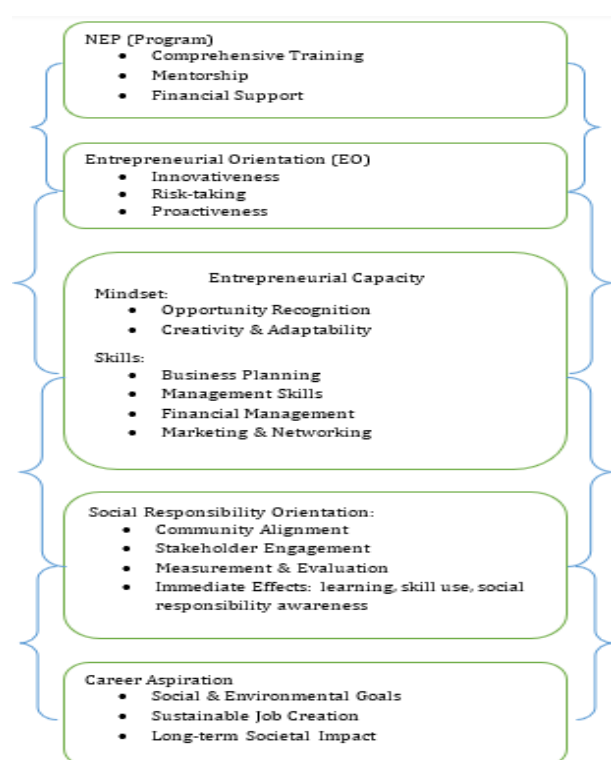 NEP (Program)
• Comprehensive Training
• Mentorship
• Financial Support
Entrepreneurial Orientation (EO)
• Innovativeness
• Risk-taking
• Proactiveness
Entrepreneurial Capacity
Mindset:
• Opportunity Recognition
• Creativity & Adaptability
Skills:
• Business Planning
• Management Skills
• Financial Management
• Marketing & Networking
Social Responsibility Orientation:
• Community Alignment
• Stakeholder Engagement
• Measurement & Evaluation
• Immediate Effects: learning, skill use, social
responsibility awareness
Career Aspiration
• Social & Environmental Goals
• Sustainable Job Creation
• Long-term Societal Impact